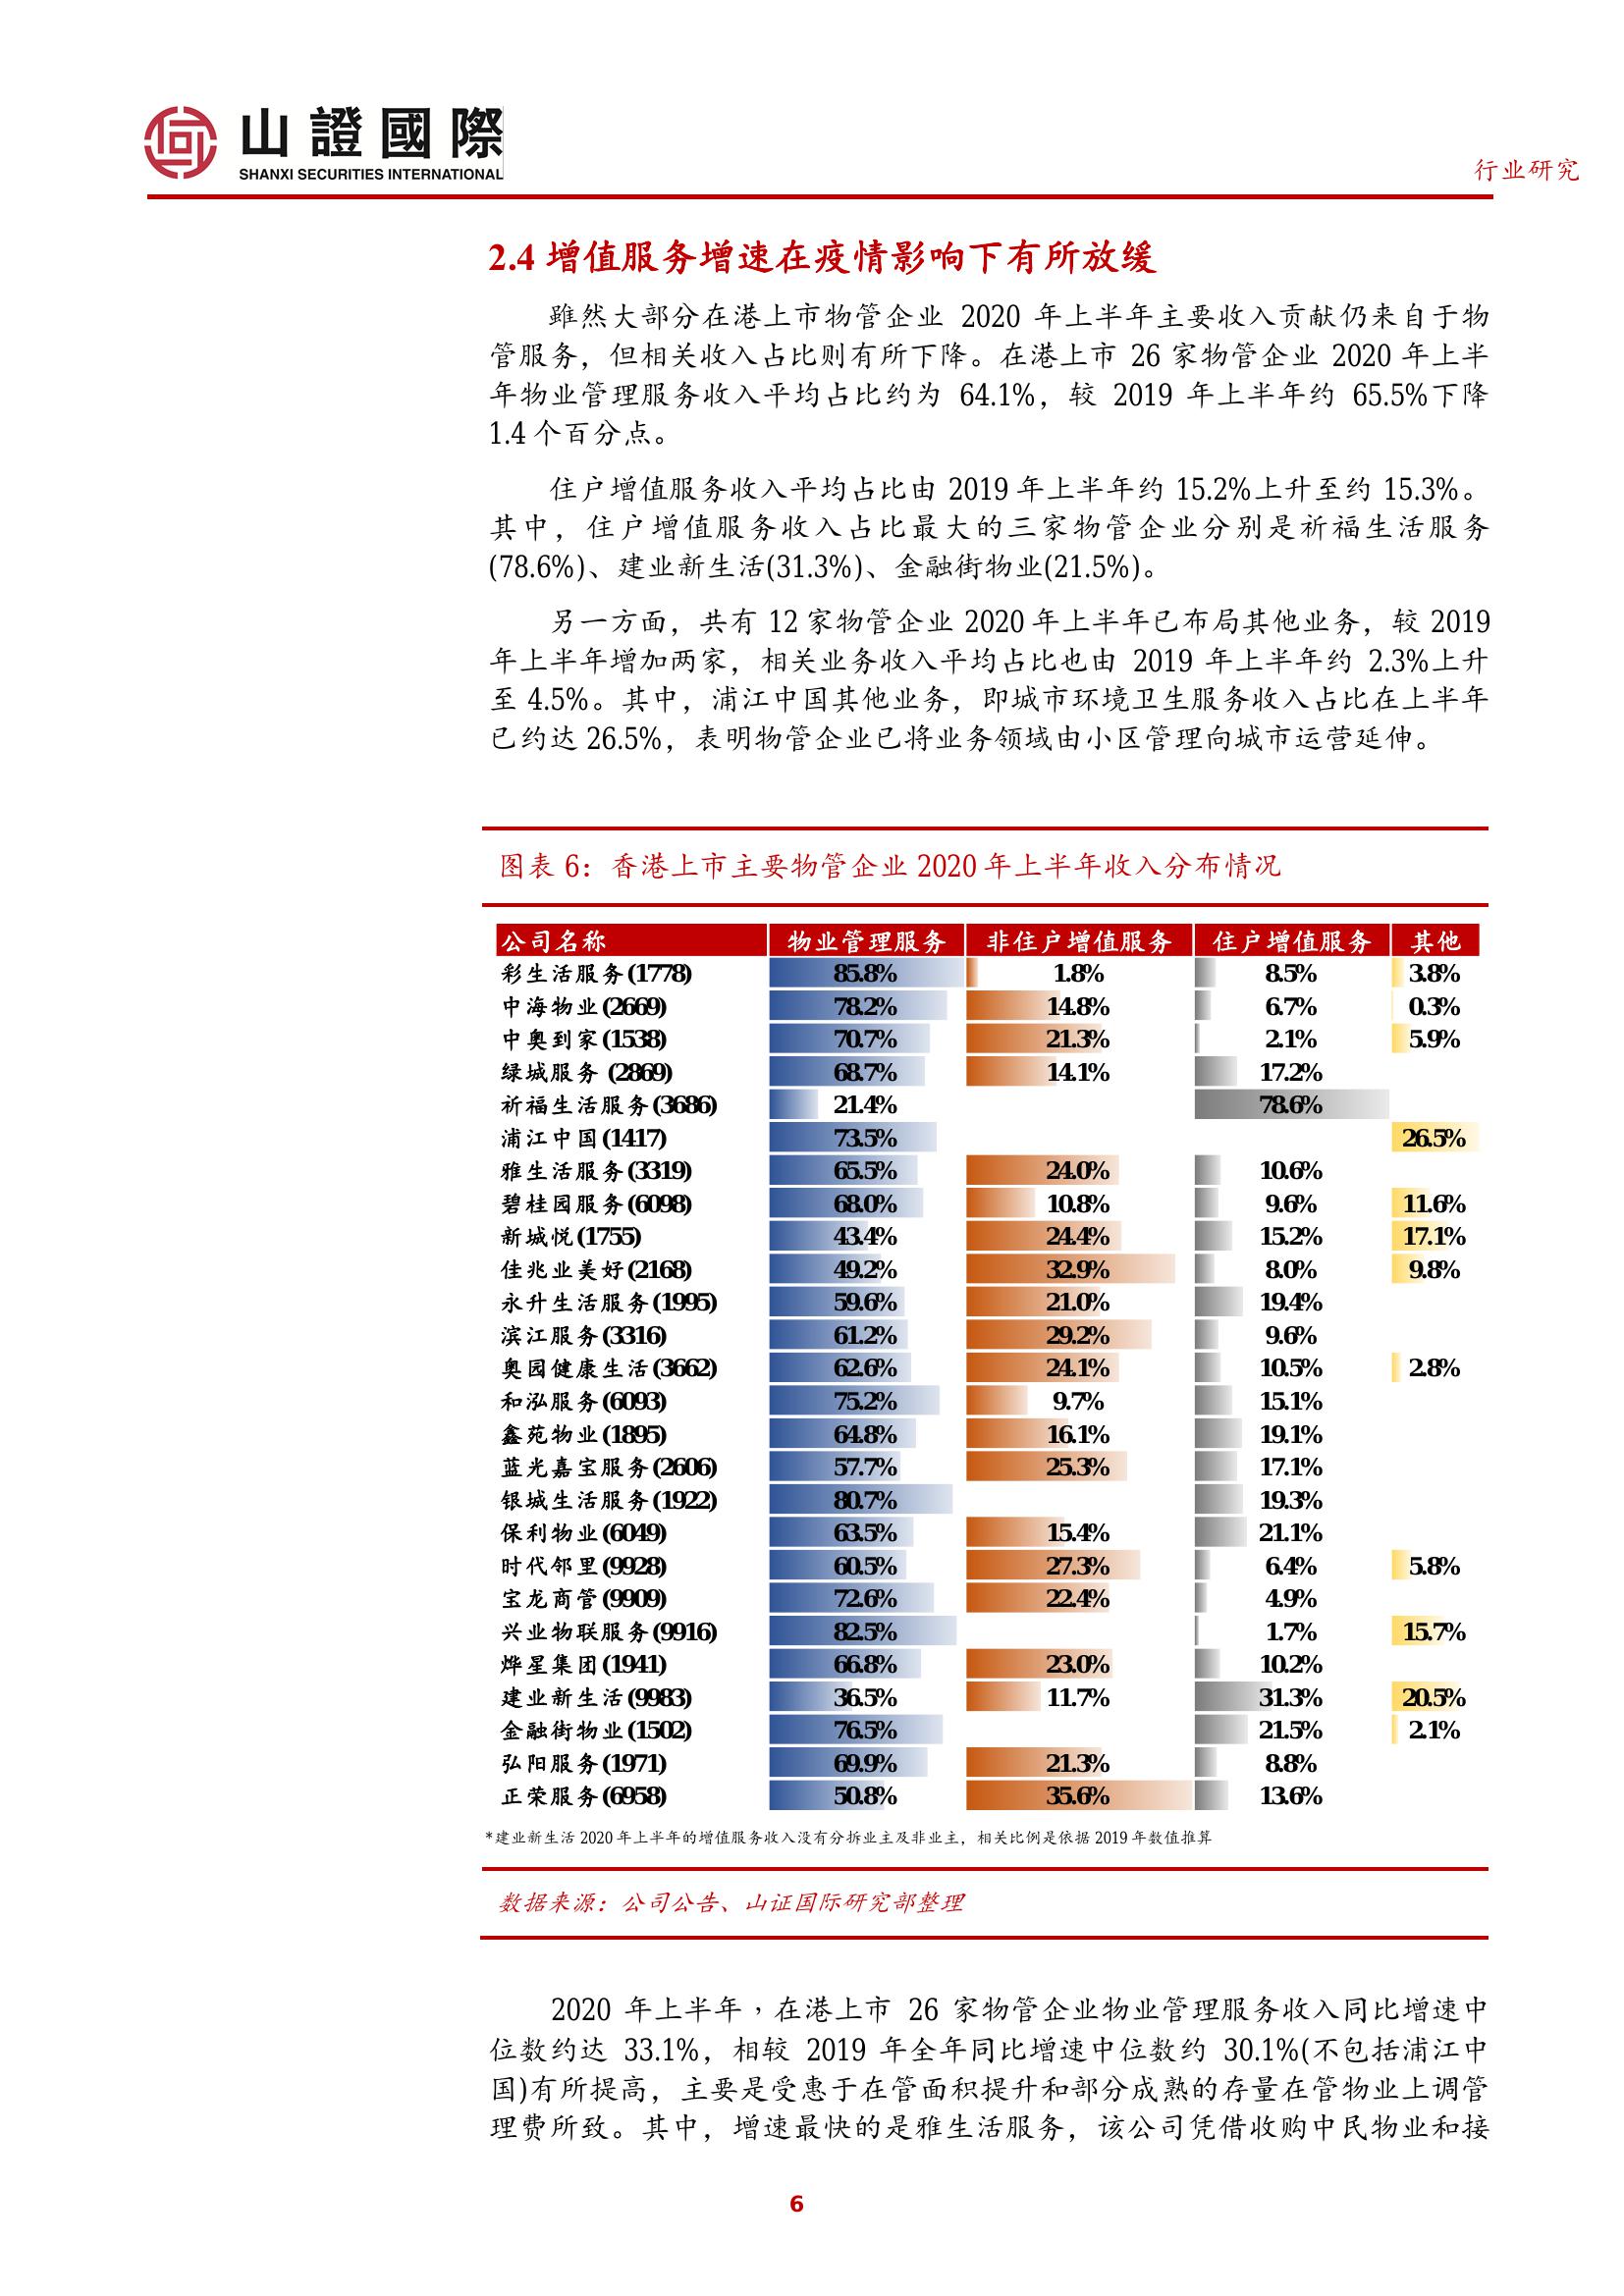 山證國際
SHANXI SECURITIES INTERNATIONAL
行业研究
2.4 增值服务增速在疫情影响下有所放缓
雖然大部分在港上市物管企业 2020 年上半年主要收入贡献仍来自于物
管服务，但相关收入占比则有所下降。在港上市 26 家物管企业 2020 年上半
年物业管理服务收入平均占比约为 64.1%，较 2019 年上半年约 65.5%下降
1.4 个百分点。
住户增值服务收入平均占比由 2019 年上半年约 15.2%上升至约 15.3%。
其中，住户增值服务收入占比最大的三家物管企业分别是祈福生活服务
(78.6%)、建业新生活(31.3%)、金融街物业(21.5%)。
另一方面，共有 12 家物管企业 2020 年上半年已布局其他业务，较 2019
年上半年增加两家，相关业务收入平均占比也由 2019 年上半年约 2.3%上升
至 4.5%。其中，浦江中国其他业务，即城市环境卫生服务收入占比在上半年
已约达 26.5%，表明物管企业已将业务领域由小区管理向城市运营延伸。
图表 6：香港上市主要物管企业 2020 年上半年收入分布情况
公司名称 物业管理服务 非住户增值服务 住户增值服务 其他
彩生活服务(1778) 85.8% 1.8% 8.5% 3.8%
中海物业(2669) 78.2% 14.8% 6.7% 0.3%
中奥到家(1538) 70.7% 21.3% 2.1% 5.9%
绿城服务 (2869) 68.7% 14.1% 17.2%
祈福生活服务(3686) 21.4% 78.6%
浦江中国(1417) 73.5% 26.5%
雅生活服务(3319) 65.5% 24.0% 10.6%
碧桂园服务(6098) 68.0% 10.8% 9.6% 11.6%
新城悦(1755) 43.4% 24.4% 15.2% 17.1%
佳兆业美好(2168) 49.2% 32.9% 8.0% 9.8%
永升生活服务(1995) 59.6% 21.0% 19.4%
滨江服务(3316) 61.2% 29.2% 9.6%
奥园健康生活(3662) 62.6% 24.1% 10.5% 2.8%
和泓服务(6093) 75.2% 9.7% 15.1%
鑫苑物业(1895) 64.8% 16.1% 19.1%
蓝光嘉宝服务(2606) 57.7% 25.3% 17.1%
银城生活服务(1922) 80.7% 19.3%
保利物业(6049) 63.5% 15.4% 21.1%
时代邻里(9928) 60.5% 27.3% 6.4% 5.8%
宝龙商管(9909) 72.6% 22.4% 4.9%
兴业物联服务(9916) 82.5% 1.7% 15.7%
烨星集团(1941) 66.8% 23.0% 10.2%
建业新生活(9983) 36.5% 11.7% 31.3% 20.5%
金融街物业(1502) 76.5% 21.5% 2.1%
弘阳服务(1971) 69.9% 21.3% 8.8%
正荣服务(6958) 50.8% 35.6% 13.6%
*建业新生活 2020 年上半年的增值服务收入没有分拆业主及非业主，相关比例是依据 2019 年数值推算
数据来源：公司公告、山证国际研究部整理
2020 年上半年，在港上市 26 家物管企业物业管理服务收入同比增速中
位数约达 33.1%，相较 2019 年全年同比增速中位数约 30.1%(不包括浦江中
国)有所提高，主要是受惠于在管面积提升和部分成熟的存量在管物业上调管
理费所致。其中，增速最快的是雅生活服务，该公司凭借收购中民物业和接
6